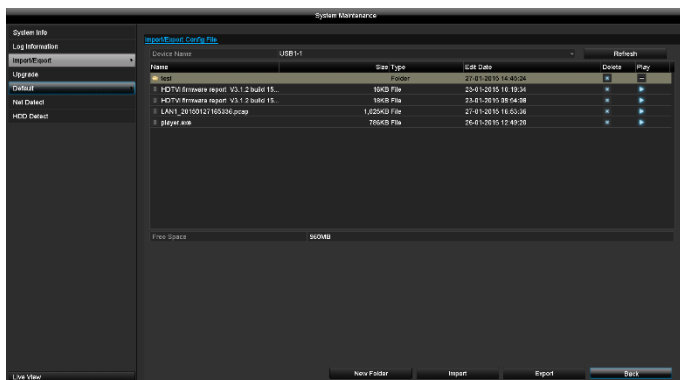 System Maintenance
System Info
Log Information
Import/Export
Upgrade
Default
Net Detect
HDD Detect
Live View
Import/Export Config File
Device Name USB1-1 Refresh
Name Size Type Edit Date Delete Play
test Folder 27-01-2015 14:45:24
HDTVI firmware report V3.1.2 build 15... 16KB File 23-01-2015 10:19:34
HDTVI firmware report V3.1.2 build 15... 18KB File 23-01-2015 09:54:08
LAN1_20150127165336.pcap 1,025KB File 27-01-2015 16:53:36
player.exe 786KB File 26-01-2015 12:49:20
Free Space 960MB
New Folder Import Export Back